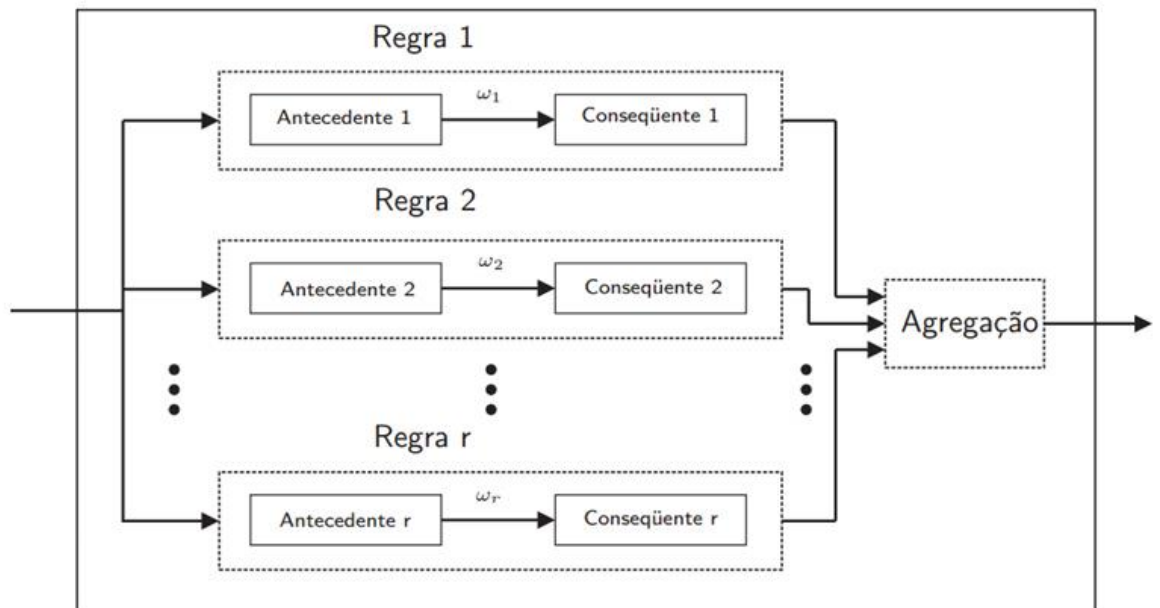 Regra 1
Antecedente 1
ω1
Conseqüente 1
Regra 2
Antecedente 2
ω2
Conseqüente 2
Agregação
Regra r
Antecedente r
ωr
Conseqüente r